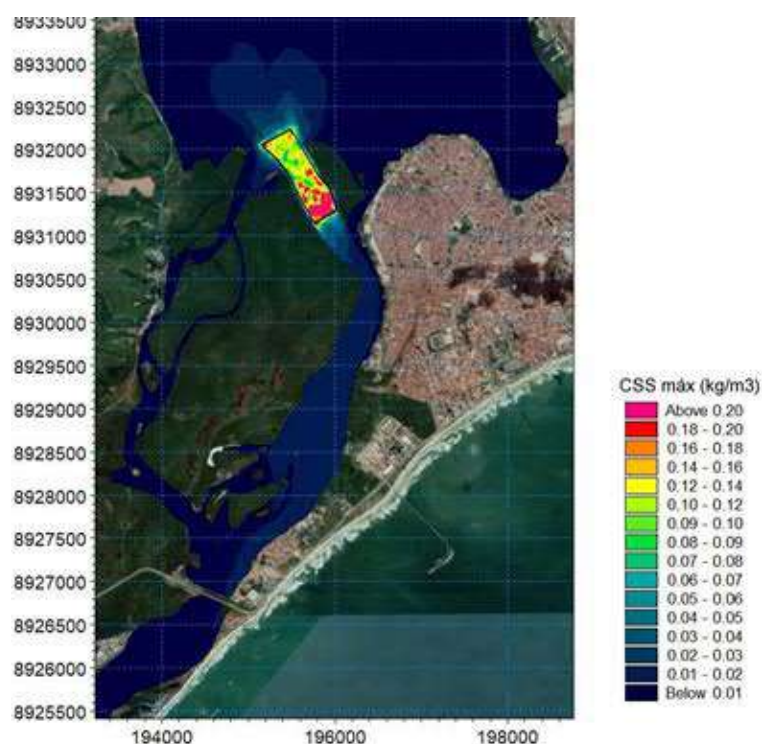 8933500
8933000
8932500
8932000
8931500
8931000
8930500
8930000
8929500
8929000
8928500
8928000
8927500
8927000
8926500
8926000
8925500
194000 196000 198000
CSS máx (kg/m3)
Above 0.20
0.18 - 0.20
0.16 - 0.18
0.14 - 0.16
0.12 - 0.14
0.10 - 0.12
0.09 - 0.10
0.08 - 0.09
0.07 - 0.08
0.06 - 0.07
0.05 - 0.06
0.04 - 0.05
0.03 - 0.04
0.02 - 0.03
0.01 - 0.02
Below 0.01